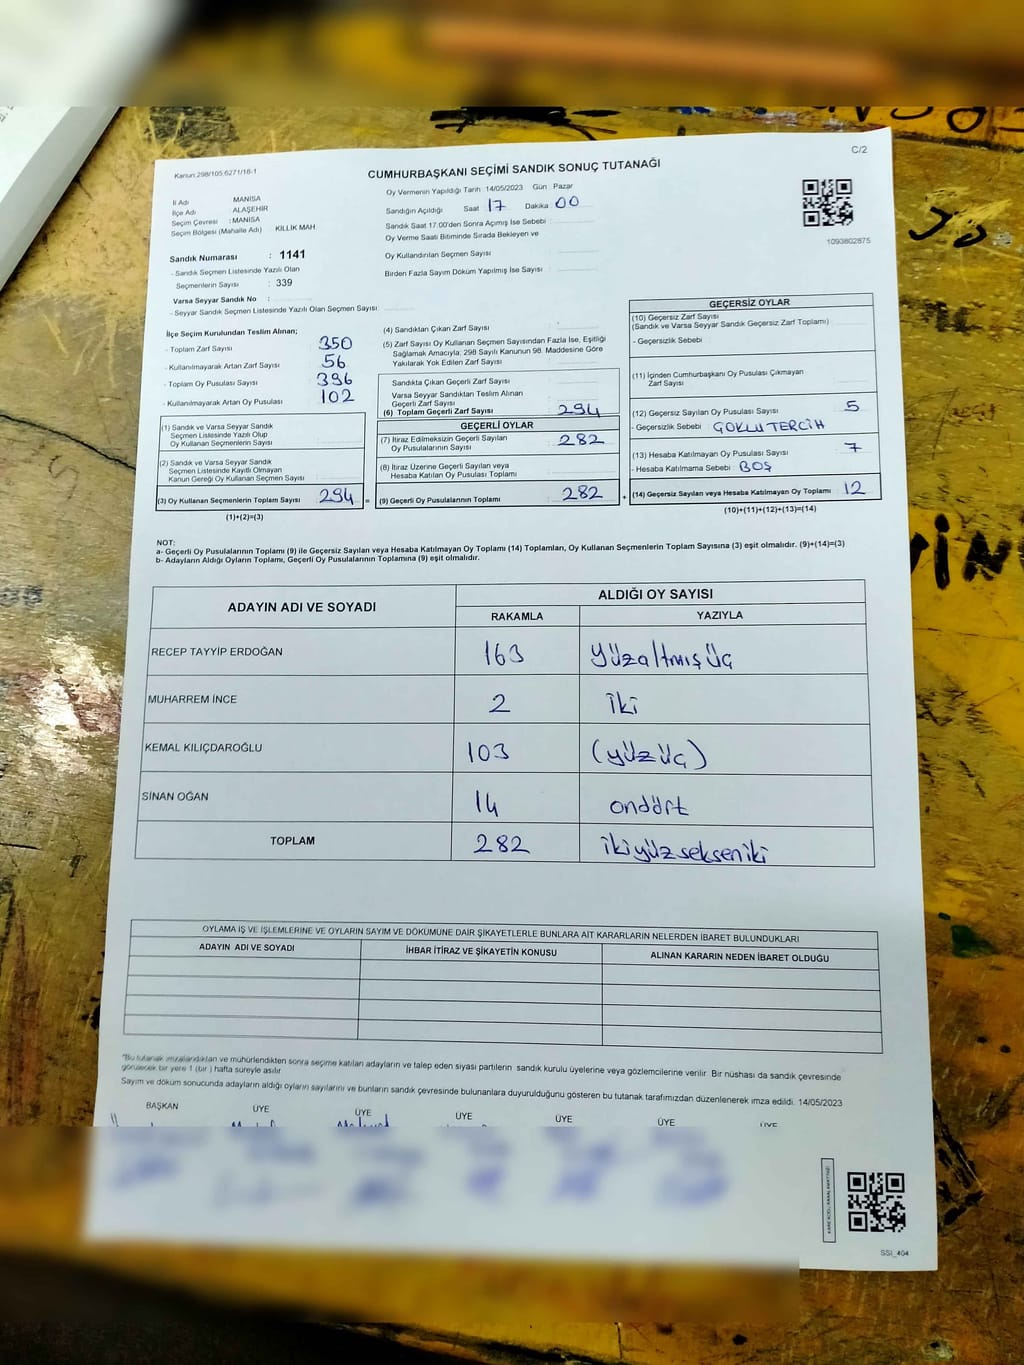 C/2
Kanun:298/105,6271/18-1
CUMHURBAŞKANI SEÇİMİ SANDIK SONUÇ TUTANAĞI
İl Adı : MANİSA
İlçe Adı : ALAŞEHİR
Seçim Çevresi : MANİSA
Seçim Bölgesi (Mahalle Adı) KILLIK MAH
Sandık Numarası : 1141
- Sandık Seçmen Listesinde Yazılı Olan
Seçmenlerin Sayısı : 339
Varsa Seyyar Sandık No :
- Seyyar Sandık Seçmen Listesinde Yazılı Olan Seçmen Sayısı:
Oy Vermenin Yapıldığı Tarih 14/05/2023 Gün Pazar
Sandığın Açıldığı Saat 17 Dakika 00
Sandık Saat 17.00'den Sonra Açımış İse Sebebi :
Oy Verme Saati Bitiminde Sırada Bekleyen ve
Oy Kullandırılan Seçmen Sayısı :
Birden Fazla Sayım Döküm Yapılmış İse Sayısı :
1093802875
İlçe Seçim Kurulundan Teslim Alınan;
- Toplam Zarf Sayısı : 350
- Kullanılmayarak Artan Zarf Sayısı : 56
- Toplam Oy Pusulası Sayısı : 396
- Kullanılmayarak Artan Oy Pusulası : 102
(1) Sandık ve Varsa Seyyar Sandık
Seçmen Listesinde Yazılı Olup
Oy Kullanan Seçmenlerin Sayısı
(2) Sandık ve Varsa Seyyar Sandık
Seçmen Listesinde Kayıtlı Olmayan
Kanun Gereği Oy Kullanan Seçmen Sayısı
(3) Oy Kullanan Seçmenlerin Toplam Sayısı : 294 =
(1)+(2)=(3)
(4) Sandıktan Çıkan Zarf Sayısı :
(5) Zarf Sayısı Oy Kullanan Seçmen Sayısından Fazla İse, Eşitliği
Sağlamak Amacıyla; 298 Sayılı Kanunun 98. Maddesine Göre
Yakılarak Yok Edilen Zarf Sayısı :
Sandıkta Çıkan Geçerli Zarf Sayısı :
Varsa Seyyar Sandıktan Teslim Alınan
Geçerli Zarf Sayısı :
(6) Toplam Geçerli Zarf Sayısı : 294
GEÇERLİ OYLAR
(7) İtiraz Edilmeksizin Geçerli Sayılan
Oy Pusulasının Sayısı : 282
(8) İtiraz Üzerine Geçerli Sayılan veya
Hesaba Katılan Oy Pusulası Toplamı :
(9) Geçerli Oy Pusulalarının Toplamı : 282 +
GEÇERSİZ OYLAR
(10) Geçersiz Zarf Sayısı
(Sandık ve Varsa Seyyar Sandık Geçersiz Zarf Toplamı) :
- Geçersizlik Sebebi :
(11) İçinden Cumhurbaşkanı Oy Pusulası Çıkmayan
Zarf Sayısı :
(12) Geçersiz Sayılan Oy Pusulası Sayısı : 5
- Geçersizlik Sebebi : ÇOKLU TERCİH
(13) Hesaba Katılmayan Oy Pusulası Sayısı : 7
- Hesaba Katılmama Sebebi : BOŞ
(14) Geçersiz Sayılan veya Hesaba Katılmayan Oy Toplamı : 12
(10)+(11)+(12)+(13)=(14)
NOT:
a- Geçerli Oy Pusulalarının Toplamı (9) ile Geçersiz Sayılan veya Hesaba Katılmayan Oy Toplamı (14) Toplamları, Oy Kullanan Seçmenlerin Toplam Sayısına (3) eşit olmalıdır. (9)+(14)=(3)
b- Adayların Aldığı Oyların Toplamı, Geçerli Oy Pusulalarının Toplamına (9) eşit olmalıdır.
ADAYIN ADI VE SOYADI ALDIĞI OY SAYISI
RAKAMLA YAZIYLA
RECEP TAYYİP ERDOĞAN 163 yüzaltmışüç
MUHARREM İNCE 2 iki
KEMAL KILIÇDAROĞLU 103 (yüzüç)
SİNAN OĞAN 14 ondört
TOPLAM 282 ikiyüzsekseniki
OYLAMA İŞ VE İŞLEMLERİNE VE OYLARIN SAYIM VE DÖKÜMÜNE DAİR ŞİKAYETLERLE BUNLARA AİT KARARLARIN NELERDEN İBARET BULUNDUKLARI
ADAYIN ADI VE SOYADI İHBAR İTİRAZ VE ŞİKAYETİN KONUSU ALINAN KARARIN NEDEN İBARET OLDUĞU
*Bu tutanak imzalandıktan ve mühürlendikten sonra seçime katılan adayların ve talep eden siyasi partilerin sandık kurulu üyelerine veya gözlemcilerine verilir. Bir nüshası da sandık çevresinde
görülecek bir yere 1 (bir) hafta süreyle asılır
Sayım ve döküm sonucunda adayların aldığı oyların sayılarını ve bunların sandık çevresinde bulunanlara duyurulduğunu gösteren bu tutanak tarafımızdan düzenlenerek imza edildi. 14/05/2023
BAŞKAN ÜYE ÜYE ÜYE ÜYE ÜYE ÜYE
SSI_404